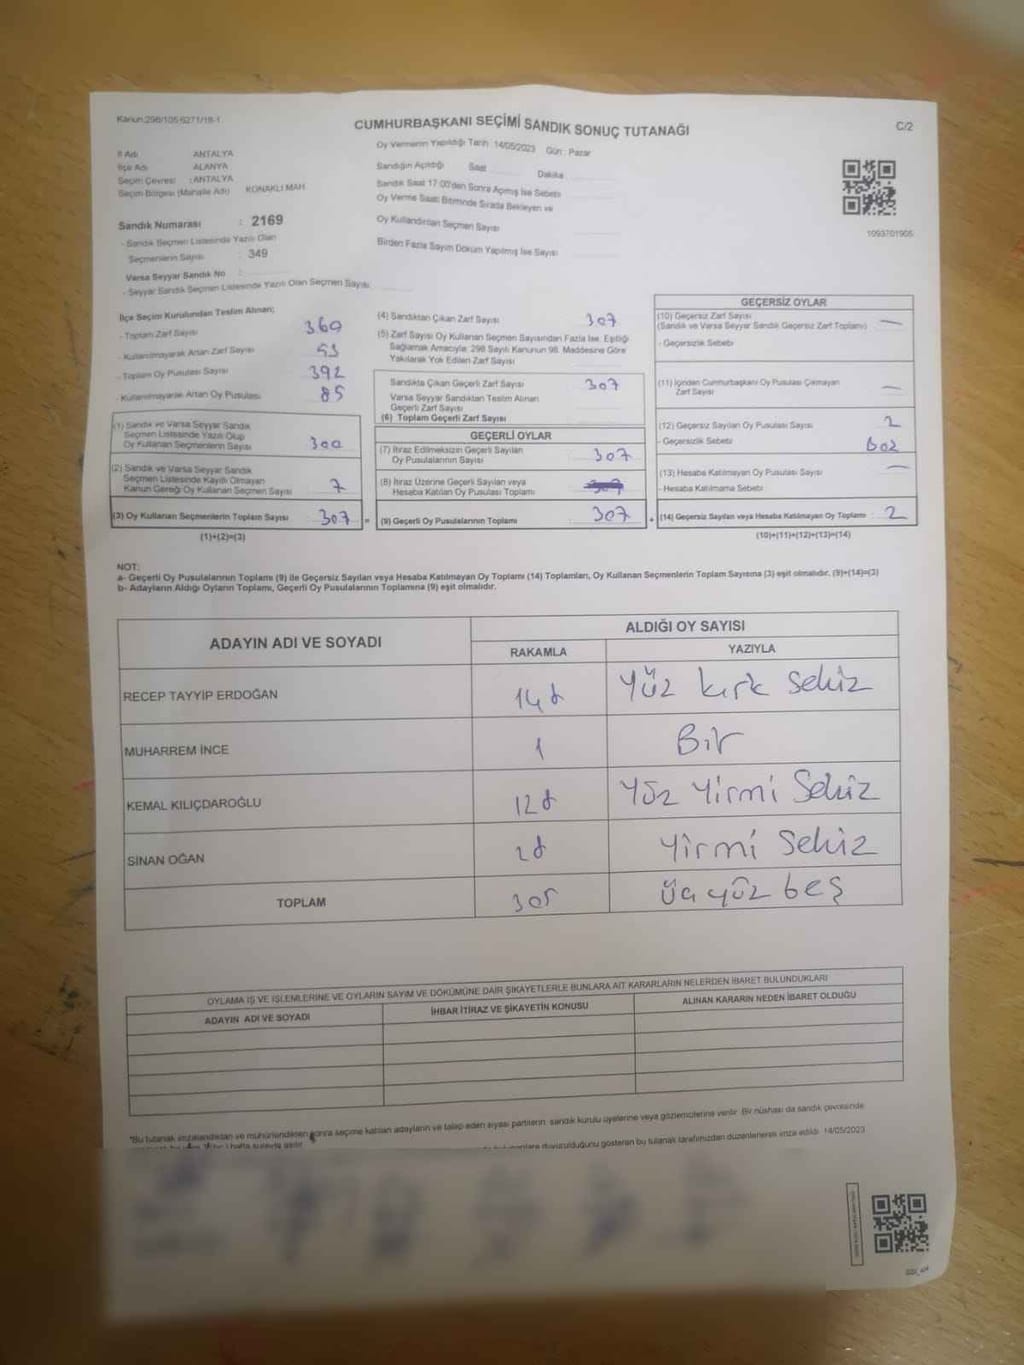 Kanun:298/105 6271/18-1
CUMHURBAŞKANI SEÇİMİ SANDIK SONUÇ TUTANAĞI
C/2
İl Adı ANTALYA
İlçe Adı ALANYA
Seçim Çevresi : ANTALYA
Seçim Bölgesi (Mahalle Adı) KONAKLI MAH.
Sandık Numarası : 2169
- Sandık Seçmen Listesinde Yazılı Olan
Seçmenlerin Sayısı : 349
Varsa Seyyar Sandık No :
- Seyyar Sandık Seçmen Listesinde Yazılı Olan Seçmen Sayısı:
Oy Vermenin Yapıldığı Tarih :14/05/2023 Gün : Pazar
Sandığın Açıldığı Saat Dakika
Sandık Saat 17:00'den Sonra Açılmış İse Sebebi
Oy Verme Saati Bitiminde Sırada Bekleyen ve
Oy Kullandırılan Seçmen Sayısı
Birden Fazla Sayım Döküm Yapılmış İse Sayısı
1093701905
İlçe Seçim Kurulundan Teslim Alınan;
- Toplam Zarf Sayısı 360
- Kullanılmayarak Artan Zarf Sayısı 53
- Toplam Oy Pusulası Sayısı 392
- Kullanılmayarak Artan Oy Pusulası 85
(1) Sandık ve Varsa Seyyar Sandık
Seçmen Listesinde Yazılı Olup
Oy Kullanan Seçmenlerin Sayısı 300
(2) Sandık ve Varsa Seyyar Sandık
Seçmen Listesinde Kayıtlı Olmayan
Kanun Gereği Oy Kullanan Seçmen Sayısı 7
(3) Oy Kullanan Seçmenlerin Toplam Sayısı 307 =
(1)+(2)=(3)
(4) Sandıktan Çıkan Zarf Sayısı 307
(5) Zarf Sayısı Oy Kullanan Seçmen Sayısından Fazla İse, Eşitliği
Sağlamak Amacıyla; 298 Sayılı Kanunun 98. Maddesine Göre
Yakılarak Yok Edilen Zarf Sayısı
Sandıkta Çıkan Geçerli Zarf Sayısı 307
Varsa Seyyar Sandıktan Teslim Alınan
Geçerli Zarf Sayısı
(6) Toplam Geçerli Zarf Sayısı
GEÇERLİ OYLAR
(7) İtiraz Edilmeksizin Geçerli Sayılan
Oy Pusulalarının Sayısı 307
(8) İtiraz Üzerine Geçerli Sayılan veya
Hesaba Katılan Oy Pusulası Toplamı 307
(9) Geçerli Oy Pusulalarının Toplamı 307 +
GEÇERSİZ OYLAR
(10) Geçersiz Zarf Sayısı —
(Sandık ve Varsa Seyyar Sandık Geçersiz Zarf Toplamı)
- Geçersizlik Sebebi
(11) İçinden Cumhurbaşkanı Oy Pusulası Çıkmayan
Zarf Sayısı —
(12) Geçersiz Sayılan Oy Pusulası Sayısı 2
- Geçersizlik Sebebi
(13) Hesaba Katılmayan Oy Pusulası Sayısı —
- Hesaba Katılmama Sebebi
(14) Geçersiz Sayılan veya Hesaba Katılmayan Oy Toplamı : 2
(10)+(11)+(12)+(13)=(14)
NOT:
a- Geçerli Oy Pusulalarının Toplamı (9) ile Geçersiz Sayılan veya Hesaba Katılmayan Oy Toplamı (14) Toplamları, Oy Kullanan Seçmenlerin Toplam Sayısına (3) eşit olmalıdır. (9)+(14)=(3)
b- Adayların Aldığı Oyların Toplamı, Geçerli Oy Pusulalarının Toplamına (9) eşit olmalıdır.
ADAYIN ADI VE SOYADI
ALDIĞI OY SAYISI
RAKAMLA YAZIYLA
RECEP TAYYİP ERDOĞAN 148 Yüz kırk sekiz
MUHARREM İNCE 1 Bir
KEMAL KILIÇDAROĞLU 128 Yüz Yirmi Sekiz
SİNAN OĞAN 28 Yirmi Sekiz
TOPLAM 305 üç yüz beş
OYLAMA İŞ VE İŞLEMLERİNE VE OYLARIN SAYIM VE DÖKÜMÜNE DAİR ŞİKAYETLERLE BUNLARA AİT KARARLARIN NELERDEN İBARET BULUNDUKLARI
ADAYIN ADI VE SOYADI İHBAR İTİRAZ VE ŞİKAYETİN KONUSU ALINAN KARARIN NEDEN İBARET OLDUĞU
*Bu tutanak imzalandıktan ve mühürlendikten sonra seçime katılan adayların ve talep eden siyasi partilerin sandık kurulu üyelerine veya gözlemcilerine verilir. Bir nüshası da sandık çevresinde
duyurulduğunu gösteren bu tutanak tarafımızdan düzenlenerek imza edildi. 14/05/2023